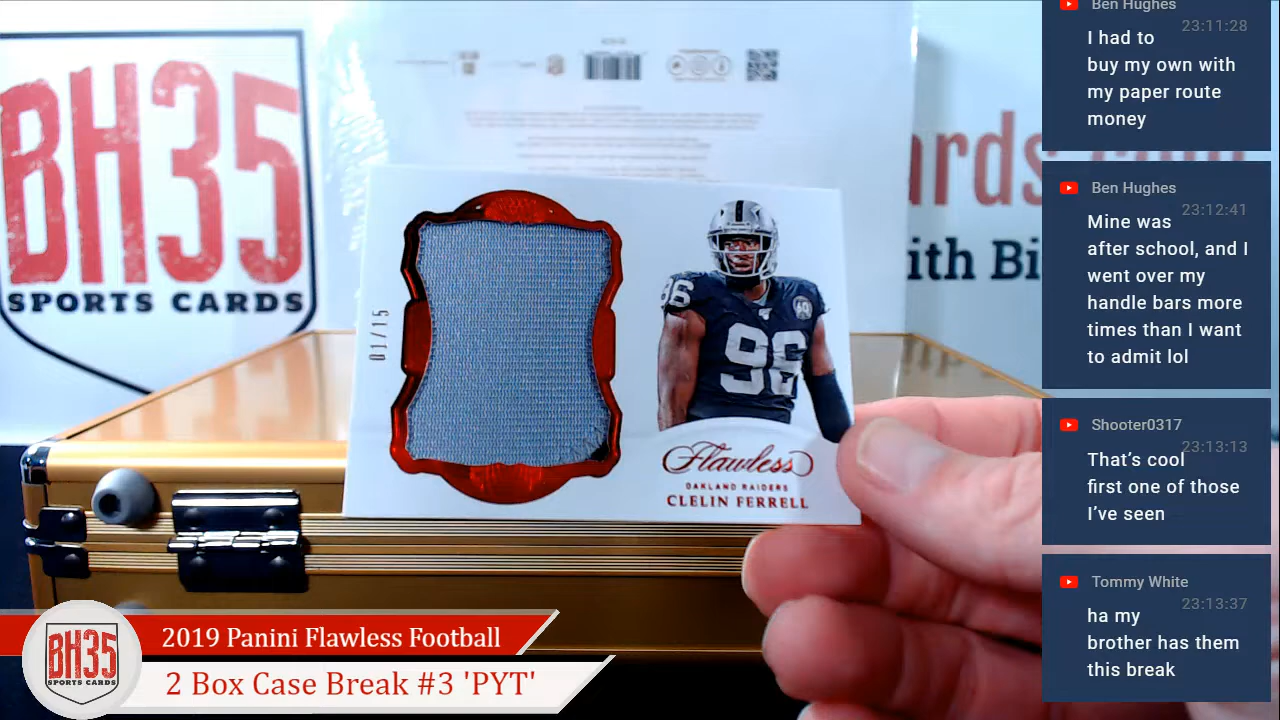 BH35
SPORTS CARDS
ards.com
ith Bi
01/15
96
96
60
Flawless
OAKLAND RAIDERS
CLELIN FERRELL
BH35
SPORTS CARDS
2019 Panini Flawless Football
2 Box Case Break #3 'PYT'
Ben Hughes
23:11:28
I had to
buy my own with
my paper route
money
Ben Hughes
23:12:41
Mine was
after school, and I
went over my
handle bars more
times than I want
to admit lol
Shooter0317
23:13:13
That's cool
first one of those
I've seen
Tommy White
23:13:37
ha my
brother has them
this break